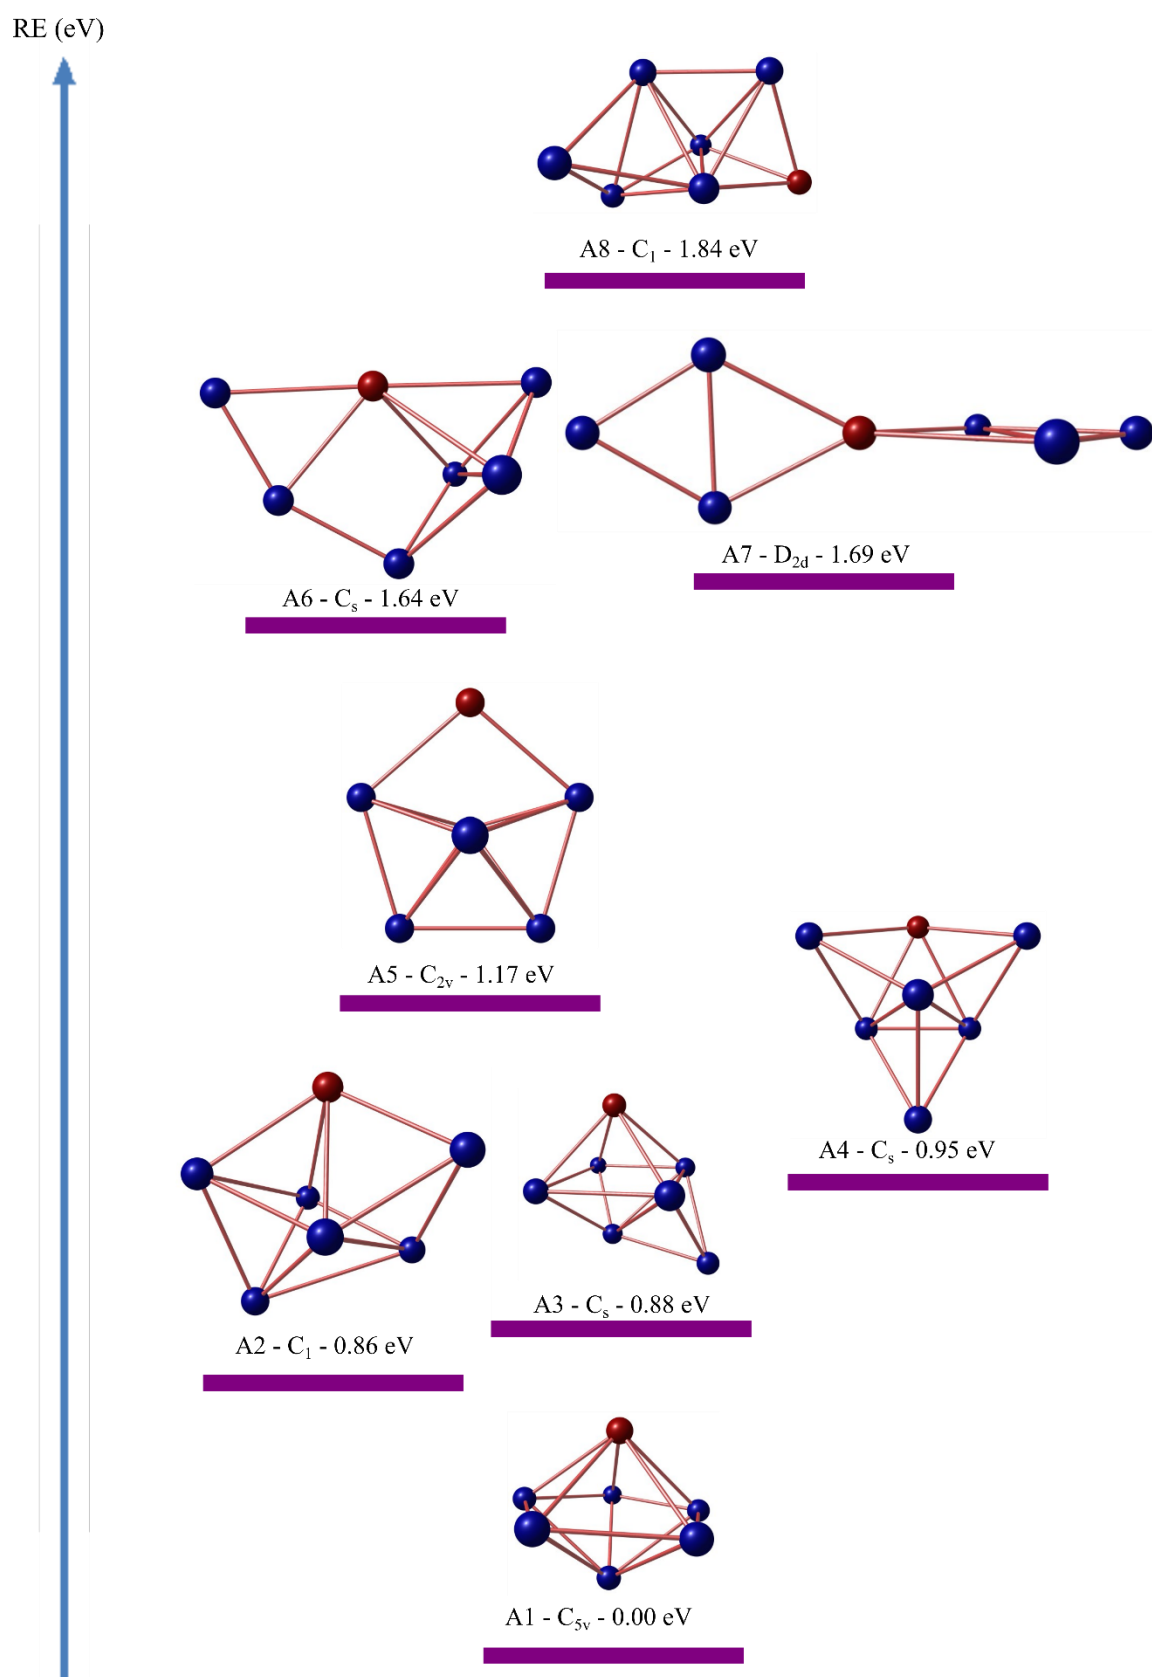 RE (eV)
A8 - C₁ - 1.84 eV
A7 - D₂d - 1.69 eV
A6 - Cₛ - 1.64 eV
A5 - C₂ᵥ - 1.17 eV
A4 - Cₛ - 0.95 eV
A3 - Cₛ - 0.88 eV
A2 - C₁ - 0.86 eV
A1 - C₅ᵥ - 0.00 eV